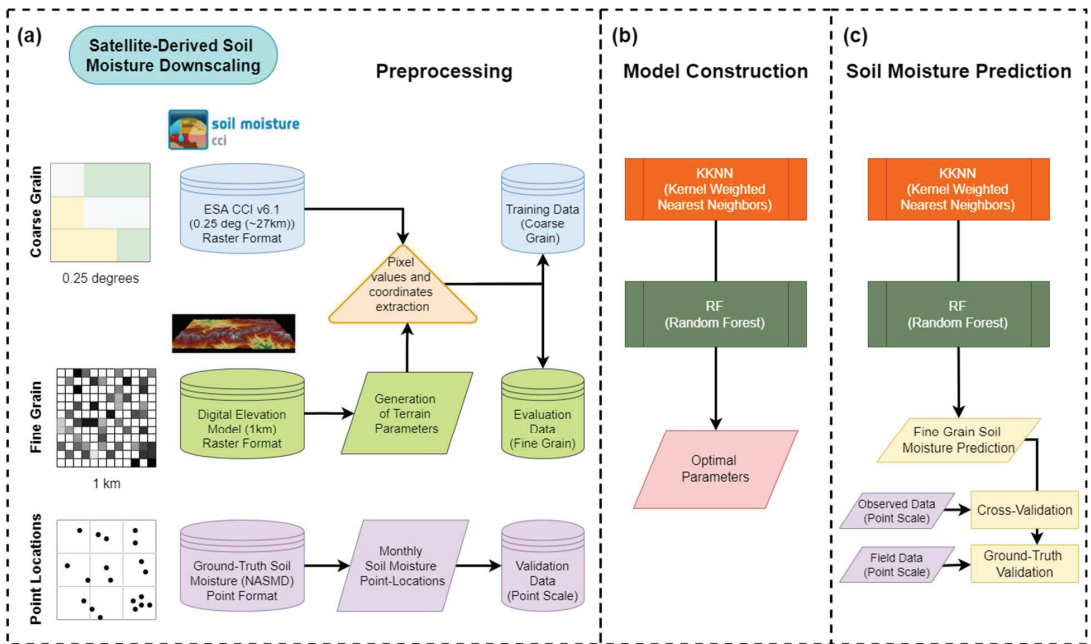 (a)
Satellite-Derived Soil
Moisture Downscaling
Preprocessing
soil moisture
cci
Coarse Grain
0.25 degrees
ESA CCI v6.1
(0.25 deg (~27km))
Raster Format
Training Data
(Coarse
Grain)
Pixel
values and
coordinates
extraction
Fine Grain
1 km
Digital Elevation
Model (1km)
Raster Format
Generation
of Terrain
Parameters
Evaluation
Data
(Fine Grain)
Point Locations
Ground-Truth Soil
Moisture (NASMD)
Point Format
Monthly
Soil Moisture
Point-Locations
Validation
Data
(Point Scale)
(b)
Model Construction
KKNN
(Kernel Weighted
Nearest Neighbors)
RF
(Random Forest)
Optimal
Parameters
(c)
Soil Moisture Prediction
KKNN
(Kernel Weighted
Nearest Neighbors)
RF
(Random Forest)
Fine Grain Soil
Moisture Prediction
Observed Data
(Point Scale)
Cross-Validation
Field Data
(Point Scale)
Ground-Truth
Validation